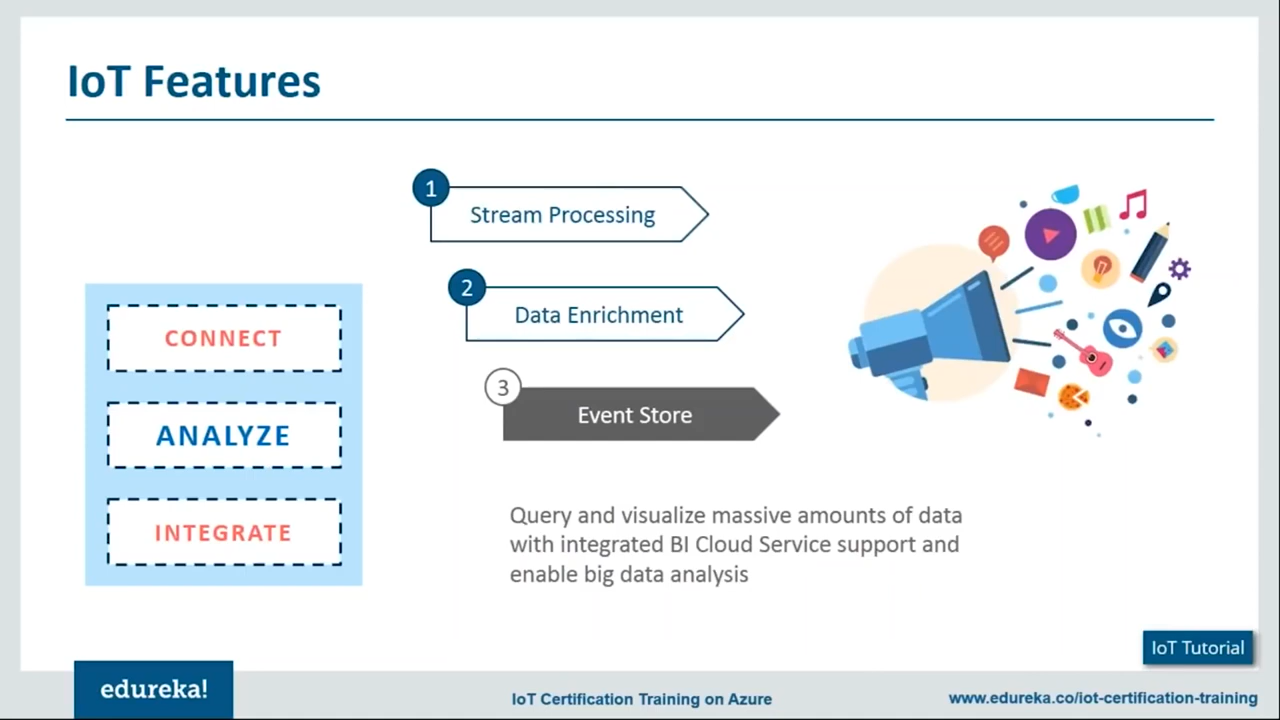 IoT Features
1
Stream Processing
2
Data Enrichment
3
Event Store
CONNECT
ANALYZE
INTEGRATE
Query and visualize massive amounts of data
with integrated BI Cloud Service support and
enable big data analysis
IoT Tutorial
edureka!
IoT Certification Training on Azure
www.edureka.co/iot-certification-training